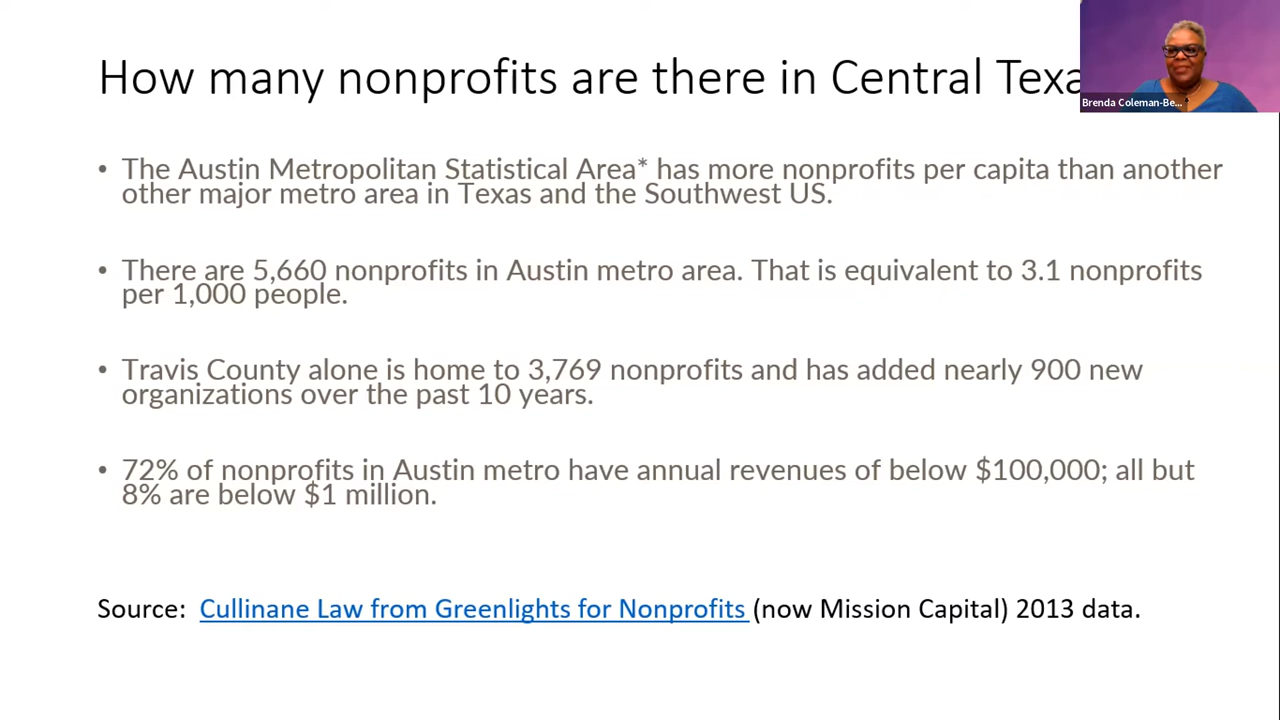 How many nonprofits are there in Central Texa
Brenda Coleman-Be...
• The Austin Metropolitan Statistical Area* has more nonprofits per capita than another
other major metro area in Texas and the Southwest US.
• There are 5,660 nonprofits in Austin metro area. That is equivalent to 3.1 nonprofits
per 1,000 people.
• Travis County alone is home to 3,769 nonprofits and has added nearly 900 new
organizations over the past 10 years.
• 72% of nonprofits in Austin metro have annual revenues of below $100,000; all but
8% are below $1 million.
Source: Cullinane Law from Greenlights for Nonprofits (now Mission Capital) 2013 data.